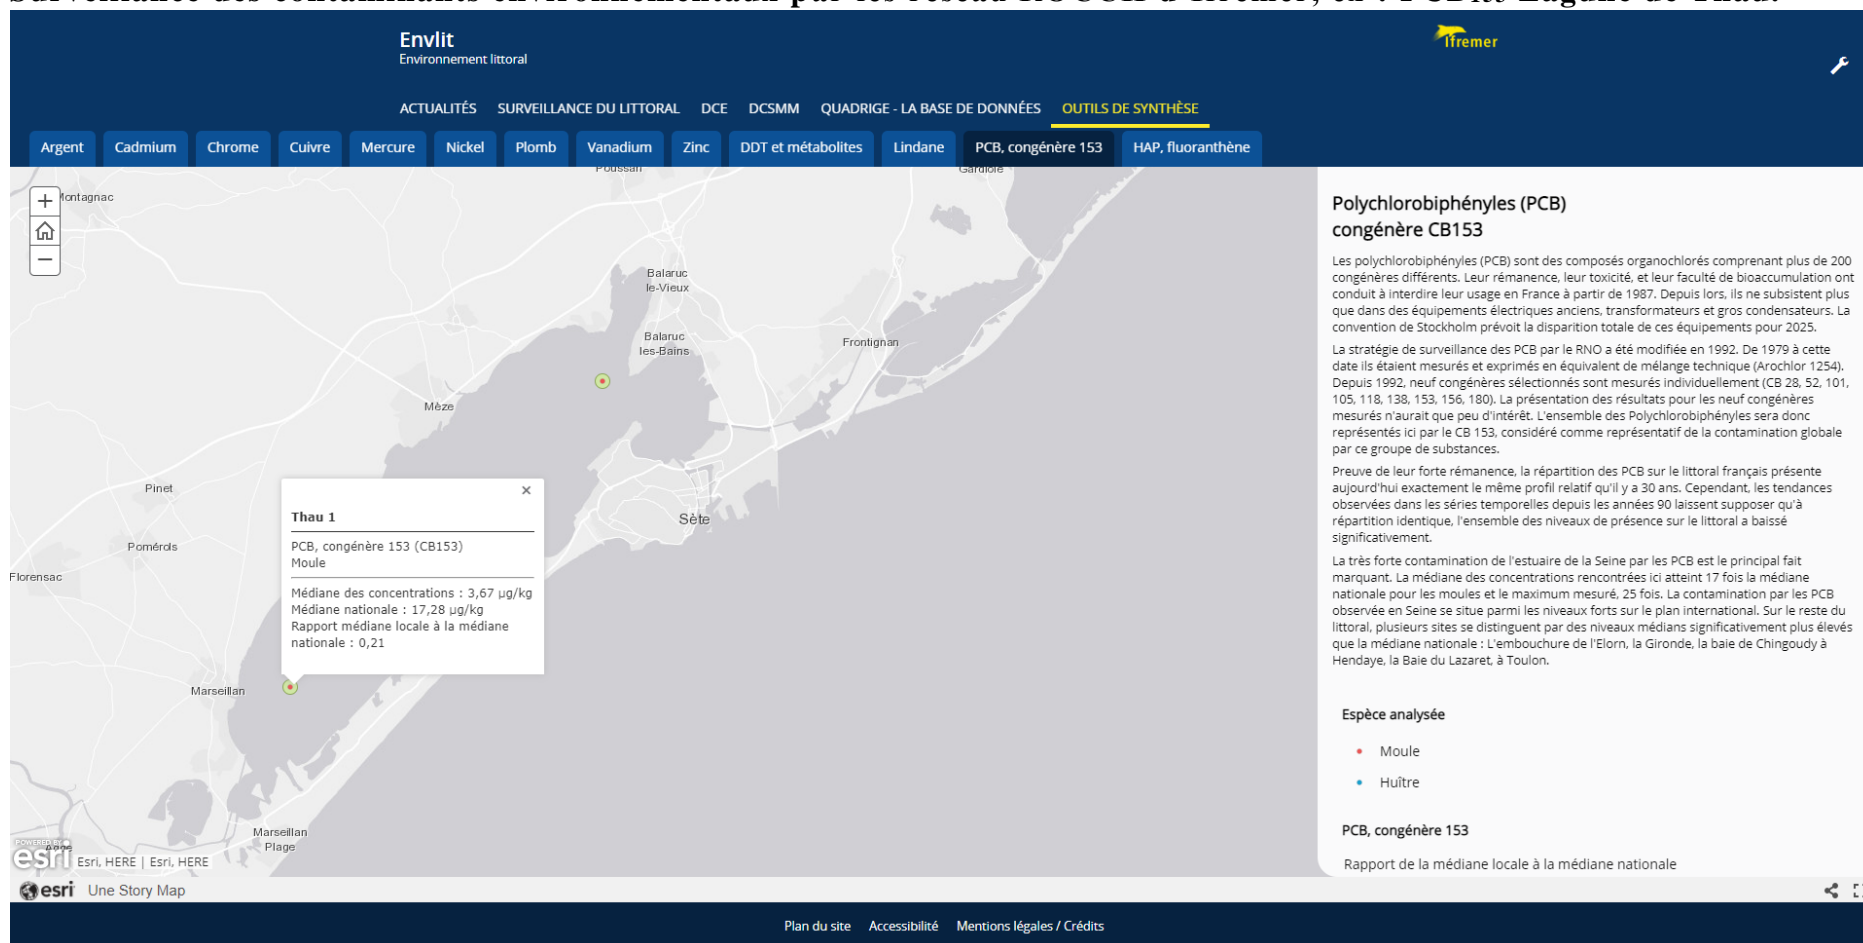 Surveillance des contaminants environnementaux par les réseau ROCCH d'Ifremer, ex : PCB153 Lagune de Thau.
Envlit
Environnement littoral
Ifremer
ACTUALITÉS SURVEILLANCE DU LITTORAL DCE DCSMM QUADRIGE - LA BASE DE DONNÉES OUTILS DE SYNTHÈSE
Argent Cadmium Chrome Cuivre Mercure Nickel Plomb Vanadium Zinc DDT et métabolites Lindane PCB, congénère 153 HAP, fluoranthène
Poussan
Gardiole
Montagnac
Balaruc
le-Vieux
Balaruc
les-Bains
Frontignan
Mèze
Pinet
Sète
Pomérols
Florensac
Marseillan
Marseillan
Plage
Agde
×
Thau 1
PCB, congénère 153 (CB153)
Moule
Médiane des concentrations : 3,67 µg/kg
Médiane nationale : 17,28 µg/kg
Rapport médiane locale à la médiane
nationale : 0,21
POWERED BY
esri
Esri, HERE | Esri, HERE
Polychlorobiphényles (PCB)
congénère CB153
Les polychlorobiphényles (PCB) sont des composés organochlorés comprenant plus de 200
congénères différents. Leur rémanence, leur toxicité, et leur faculté de bioaccumulation ont
conduit à interdire leur usage en France à partir de 1987. Depuis lors, ils ne subsistent plus
que dans des équipements électriques anciens, transformateurs et gros condensateurs. La
convention de Stockholm prévoit la disparition totale de ces équipements pour 2025.
La stratégie de surveillance des PCB par le RNO a été modifiée en 1992. De 1979 à cette
date ils étaient mesurés et exprimés en équivalent de mélange technique (Arochlor 1254).
Depuis 1992, neuf congénères sélectionnés sont mesurés individuellement (CB 28, 52, 101,
105, 118, 138, 153, 156, 180). La présentation des résultats pour les neuf congénères
mesurés n'aurait que peu d'intérêt. L'ensemble des Polychlorobiphényles sera donc
représentés ici par le CB 153, considéré comme représentatif de la contamination globale
par ce groupe de substances.
Preuve de leur forte rémanence, la répartition des PCB sur le littoral français présente
aujourd'hui exactement le même profil relatif qu'il y a 30 ans. Cependant, les tendances
observées dans les séries temporelles depuis les années 90 laissent supposer qu'à
répartition identique, l'ensemble des niveaux de présence sur le littoral a baissé
significativement.
La très forte contamination de l'estuaire de la Seine par les PCB est le principal fait
marquant. La médiane des concentrations rencontrées ici atteint 17 fois la médiane
nationale pour les moules et le maximum mesuré, 25 fois. La contamination par les PCB
observée en Seine se situe parmi les niveaux forts sur le plan international. Sur le reste du
littoral, plusieurs sites se distinguent par des niveaux médians significativement plus élevés
que la médiane nationale : L'embouchure de l'Elorn, la Gironde, la baie de Chingoudy à
Hendaye, la Baie du Lazaret, à Toulon.
Espèce analysée
Moule
Huître
PCB, congénère 153
Rapport de la médiane locale à la médiane nationale
esri Une Story Map
Plan du site Accessibilité Mentions légales / Crédits